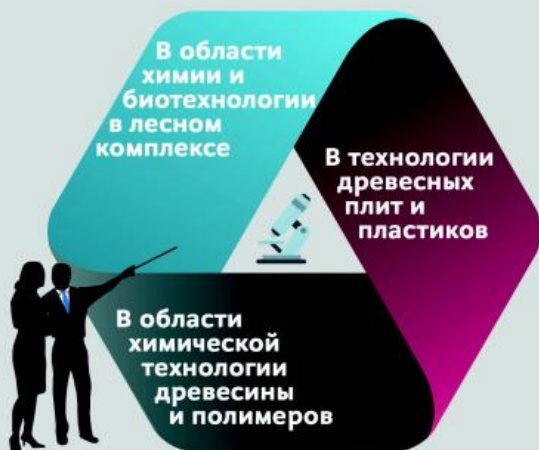 В области
химии и
биотехнологии
в лесном
комплексе
В технологии
древесных
плит и
пластиков
В области
химической
технологии
древесины
и полимеров